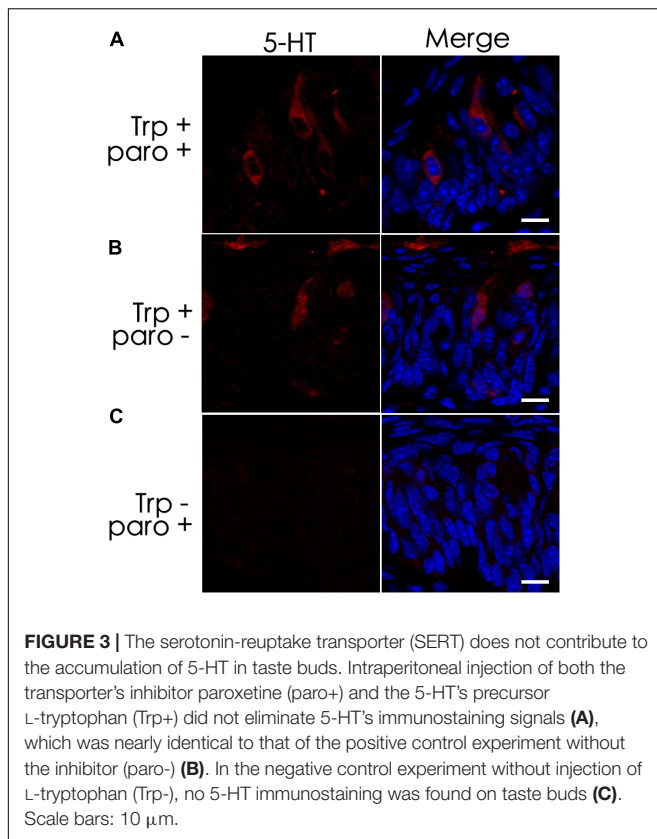 A
5-HT
Merge
Trp +
paro +
B
Trp +
paro -
C
Trp -
paro +
FIGURE 3 | The serotonin-reuptake transporter (SERT) does not contribute to
the accumulation of 5-HT in taste buds. Intraperitoneal injection of both the
transporter's inhibitor paroxetine (paro+) and the 5-HT's precursor
L-tryptophan (Trp+) did not eliminate 5-HT's immunostaining signals (A),
which was nearly identical to that of the positive control experiment without
the inhibitor (paro-) (B). In the negative control experiment without injection of
L-tryptophan (Trp-), no 5-HT immunostaining was found on taste buds (C).
Scale bars: 10 μm.